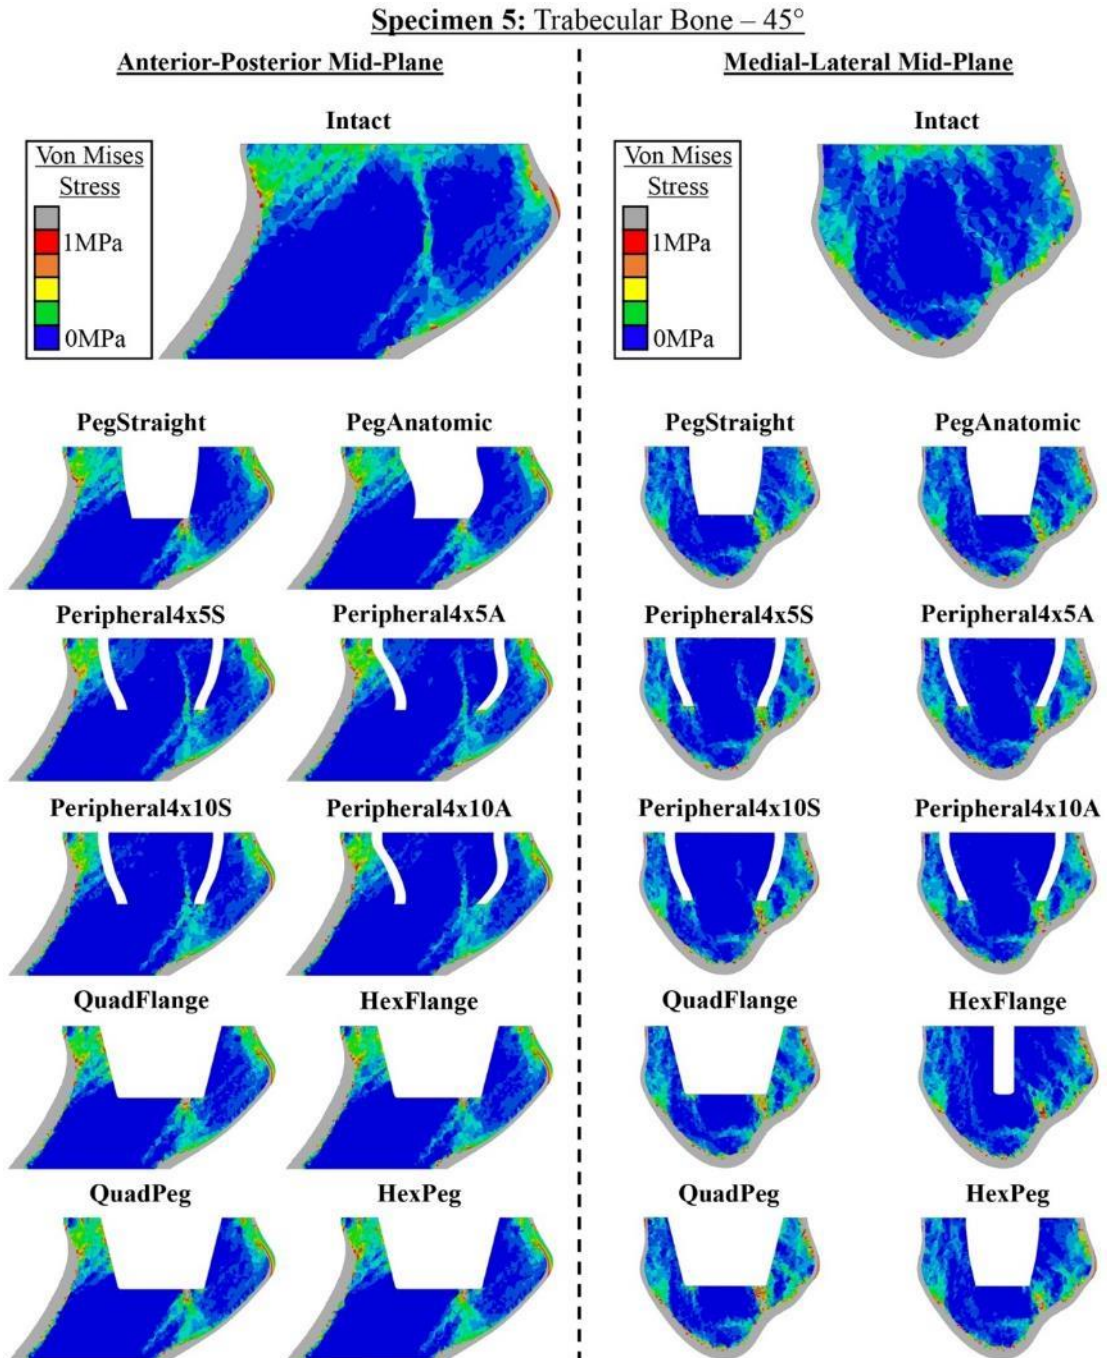 Specimen 5: Trabecular Bone – 45°
Anterior-Posterior Mid-Plane
Intact
Von Mises
Stress
1MPa
0MPa
PegStraight PegAnatomic
Peripheral4x5S Peripheral4x5A
Peripheral4x10S Peripheral4x10A
QuadFlange HexFlange
QuadPeg HexPeg
Medial-Lateral Mid-Plane
Intact
Von Mises
Stress
1MPa
0MPa
PegStraight PegAnatomic
Peripheral4x5S Peripheral4x5A
Peripheral4x10S Peripheral4x10A
QuadFlange HexFlange
QuadPeg HexPeg